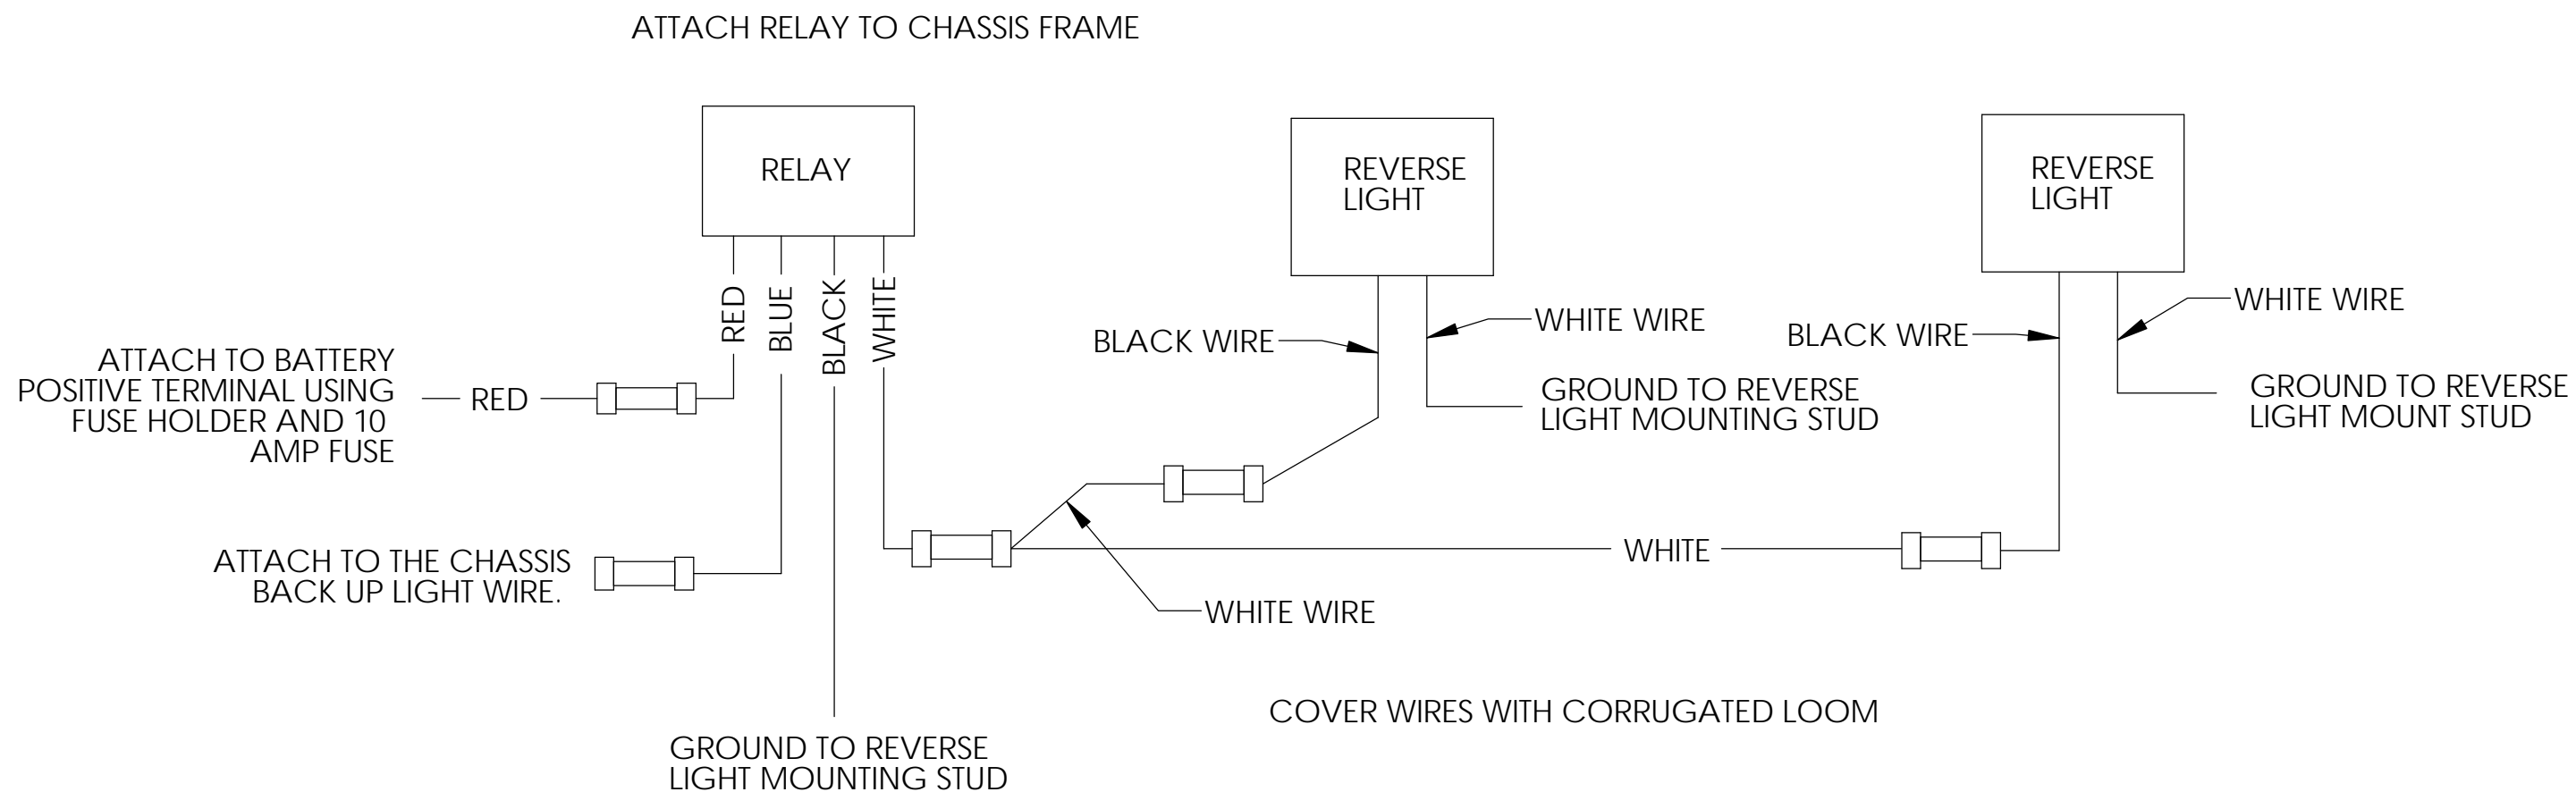 ATTACH RELAY TO CHASSIS FRAME
RELAY
REVERSE
LIGHT
REVERSE
LIGHT
RED
BLUE
BLACK
WHITE
BLACK WIRE
WHITE WIRE
BLACK WIRE
WHITE WIRE
ATTACH TO BATTERY
POSITIVE TERMINAL USING
FUSE HOLDER AND 10
AMP FUSE
RED
GROUND TO REVERSE
LIGHT MOUNTING STUD
GROUND TO REVERSE
LIGHT MOUNT STUD
ATTACH TO THE CHASSIS
BACK UP LIGHT WIRE.
WHITE
WHITE WIRE
COVER WIRES WITH CORRUGATED LOOM
GROUND TO REVERSE
LIGHT MOUNTING STUD